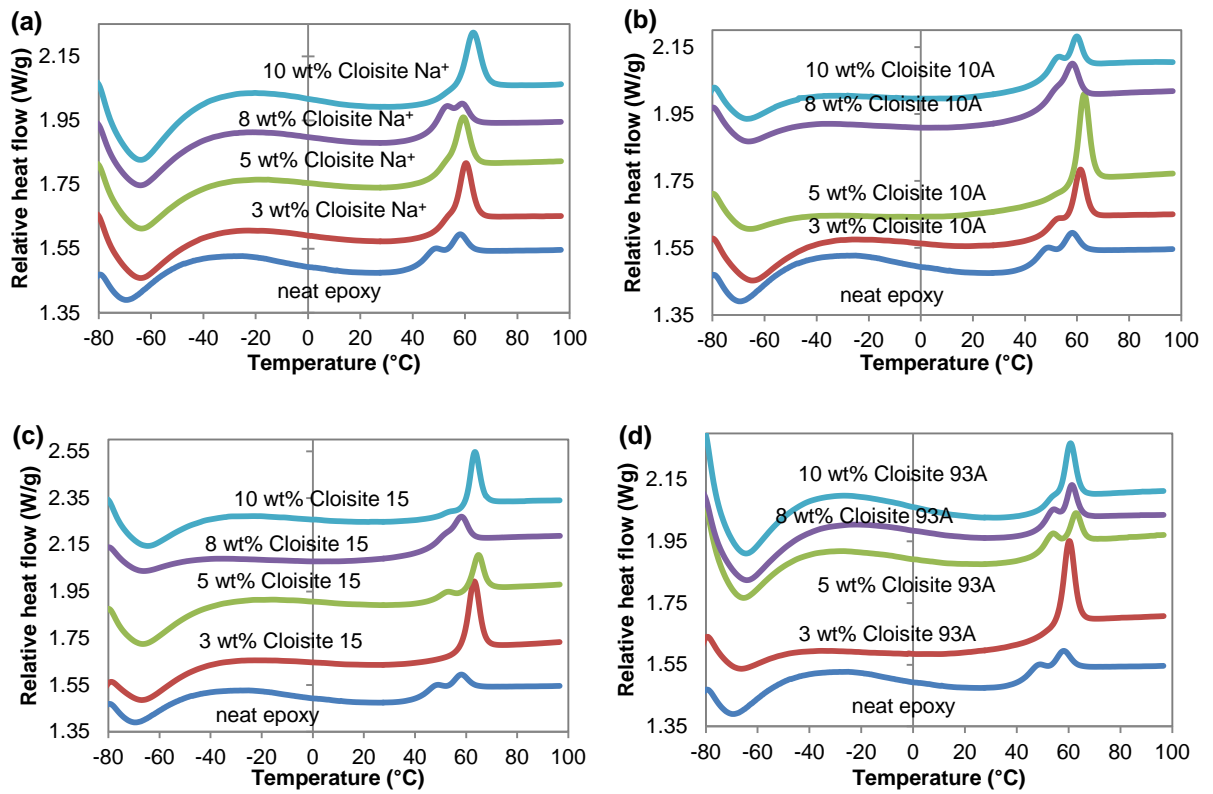 (a)
Relative heat flow (W/g)
2.15
1.95
1.75
1.55
1.35
10 wt% Cloisite Na⁺
8 wt% Cloisite Na⁺
5 wt% Cloisite Na⁺
3 wt% Cloisite Na⁺
neat epoxy
-80 -60 -40 -20 0 20 40 60 80 100
Temperature (°C)
(b)
Relative heat flow (W/g)
2.15
1.95
1.75
1.55
1.35
10 wt% Cloisite 10A
8 wt% Cloisite 10A
5 wt% Cloisite 10A
3 wt% Cloisite 10A
neat epoxy
-80 -60 -40 -20 0 20 40 60 80 100
Temperature (°C)
(c)
Relative heat flow (W/g)
2.55
2.35
2.15
1.95
1.75
1.55
1.35
10 wt% Cloisite 15
8 wt% Cloisite 15
5 wt% Cloisite 15
3 wt% Cloisite 15
neat epoxy
-80 -60 -40 -20 0 20 40 60 80 100
Temperature (°C)
(d)
Relative heat flow (Wg)
2.15
1.95
1.75
1.55
1.35
10 wt% Cloisite 93A
8 wt% Cloisite 93A
5 wt% Cloisite 93A
3 wt% Cloisite 93A
neat epoxy
-80 -60 -40 -20 0 20 40 60 80 100
Temperature (°C)